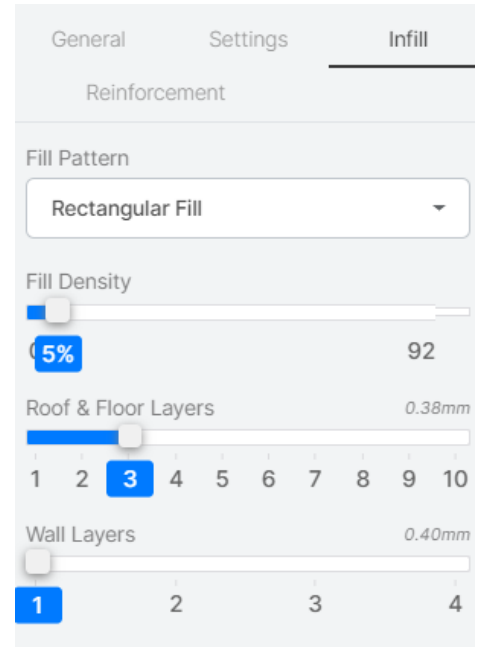 General Settings Infill
Reinforcement
Fill Pattern
Rectangular Fill
Fill Density
5% 92
Roof & Floor Layers 0.38mm
1 2 3 4 5 6 7 8 9 10
Wall Layers 0.40mm
1 2 3 4